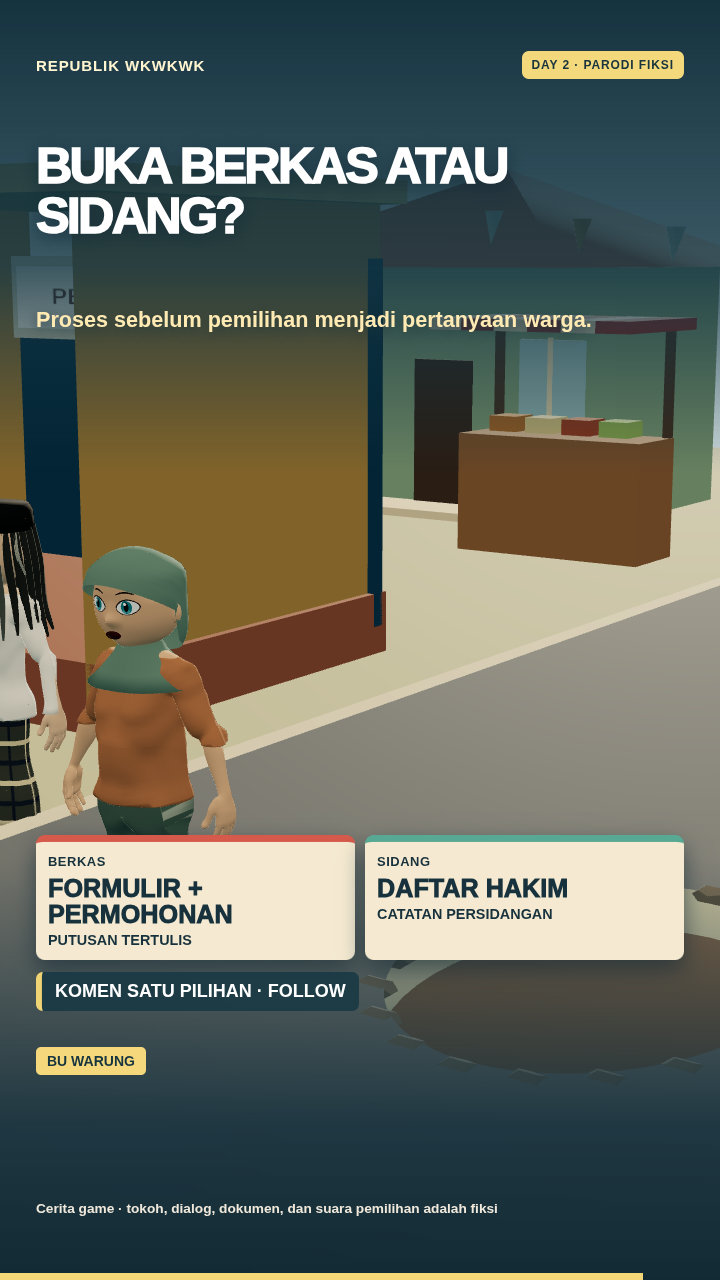 REPUBLIK WKWKWK
DAY 2 · PARODI FIKSI
BUKA BERKAS ATAU
SIDANG?
PE
Proses sebelum pemilihan menjadi pertanyaan warga.
BERKAS
FORMULIR +
PERMOHONAN
PUTUSAN TERTULIS
SIDANG
DAFTAR HAKIM
CATATAN PERSIDANGAN
KOMEN SATU PILIHAN · FOLLOW
BU WARUNG
Cerita game · tokoh, dialog, dokumen, dan suara pemilihan adalah fiksi